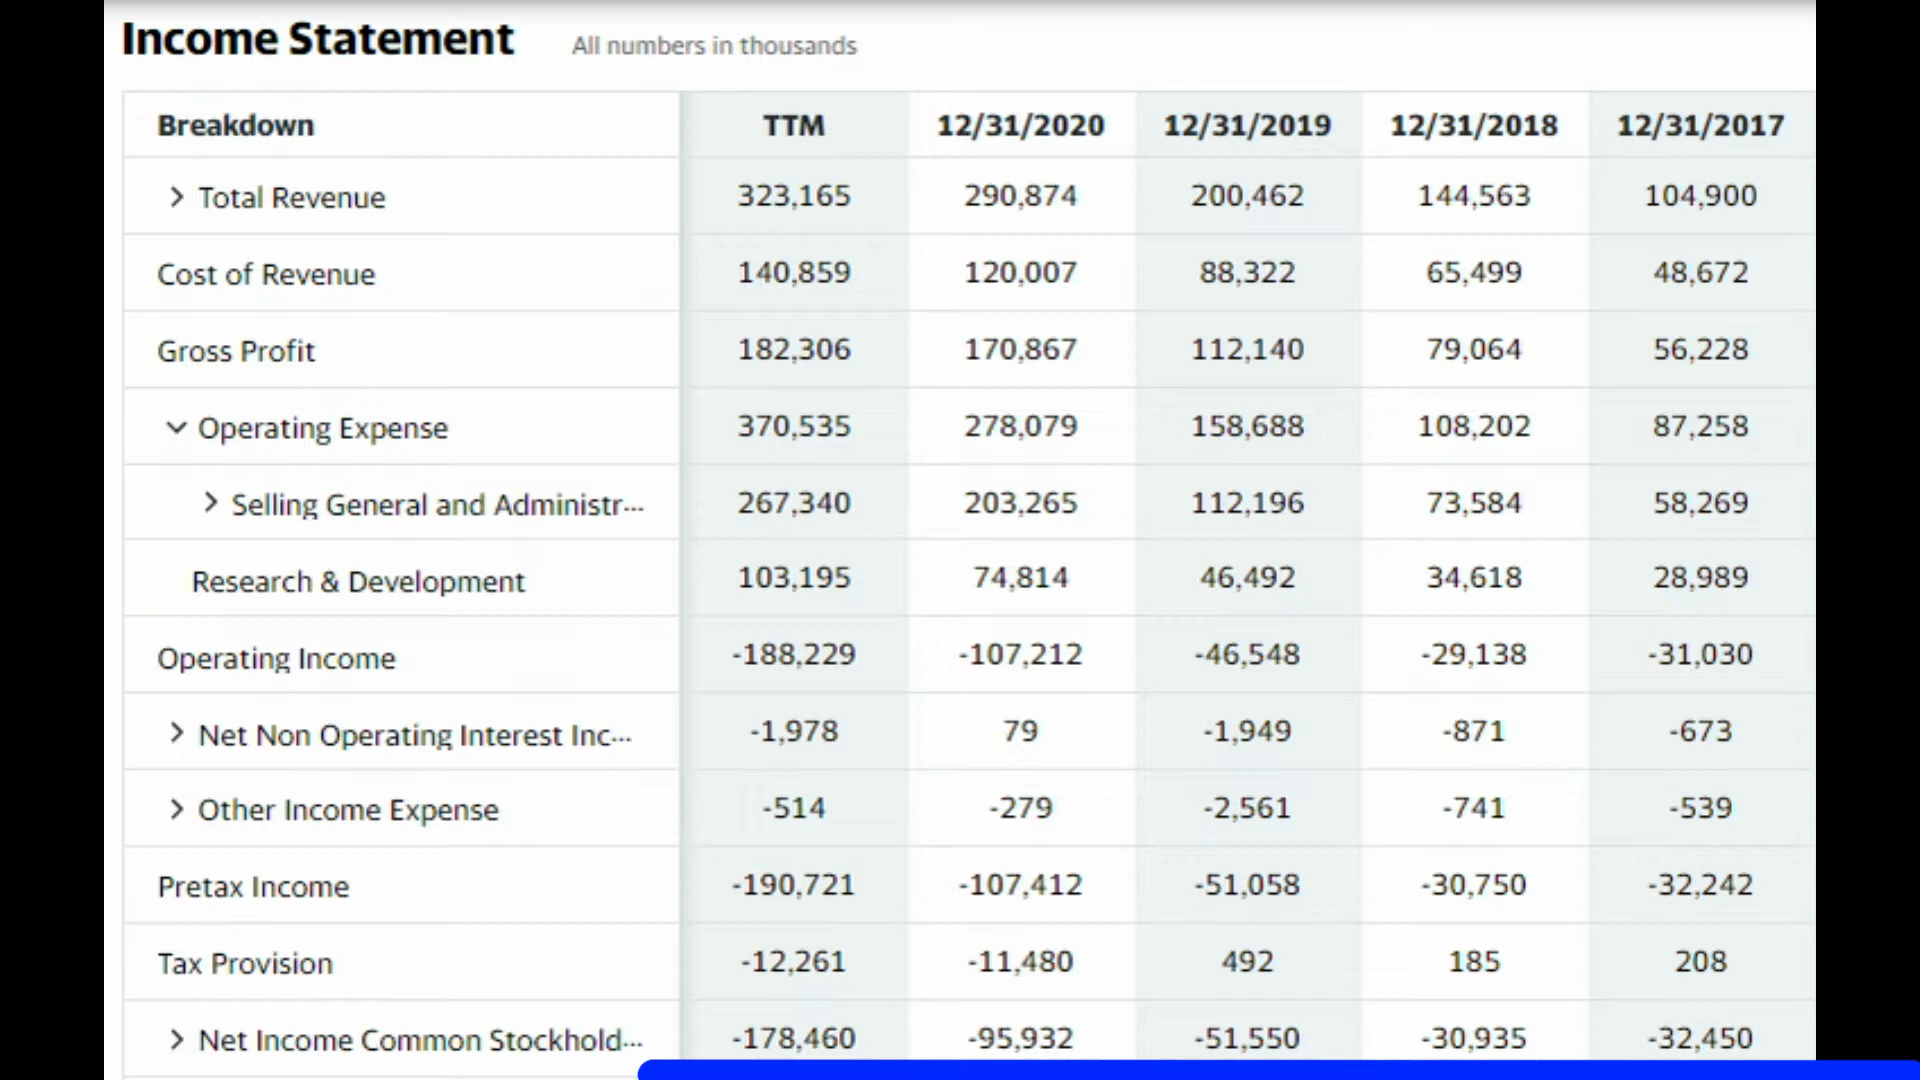 Income Statement All numbers in thousands
Breakdown TTM 12/31/2020 12/31/2019 12/31/2018 12/31/2017
Total Revenue 323,165 290,874 200,462 144,563 104,900
Cost of Revenue 140,859 120,007 88,322 65,499 48,672
Gross Profit 182,306 170,867 112,140 79,064 56,228
Operating Expense 370,535 278,079 158,688 108,202 87,258
Selling General and Administr... 267,340 203,265 112,196 73,584 58,269
Research & Development 103,195 74,814 46,492 34,618 28,989
Operating Income -188,229 -107,212 -46,548 -29,138 -31,030
Net Non Operating Interest Inc... -1,978 79 -1,949 -871 -673
Other Income Expense -514 -279 -2,561 -741 -539
Pretax Income -190,721 -107,412 -51,058 -30,750 -32,242
Tax Provision -12,261 -11,480 492 185 208
Net Income Common Stockhold... -178,460 -95,932 -51,550 -30,935 -32,450